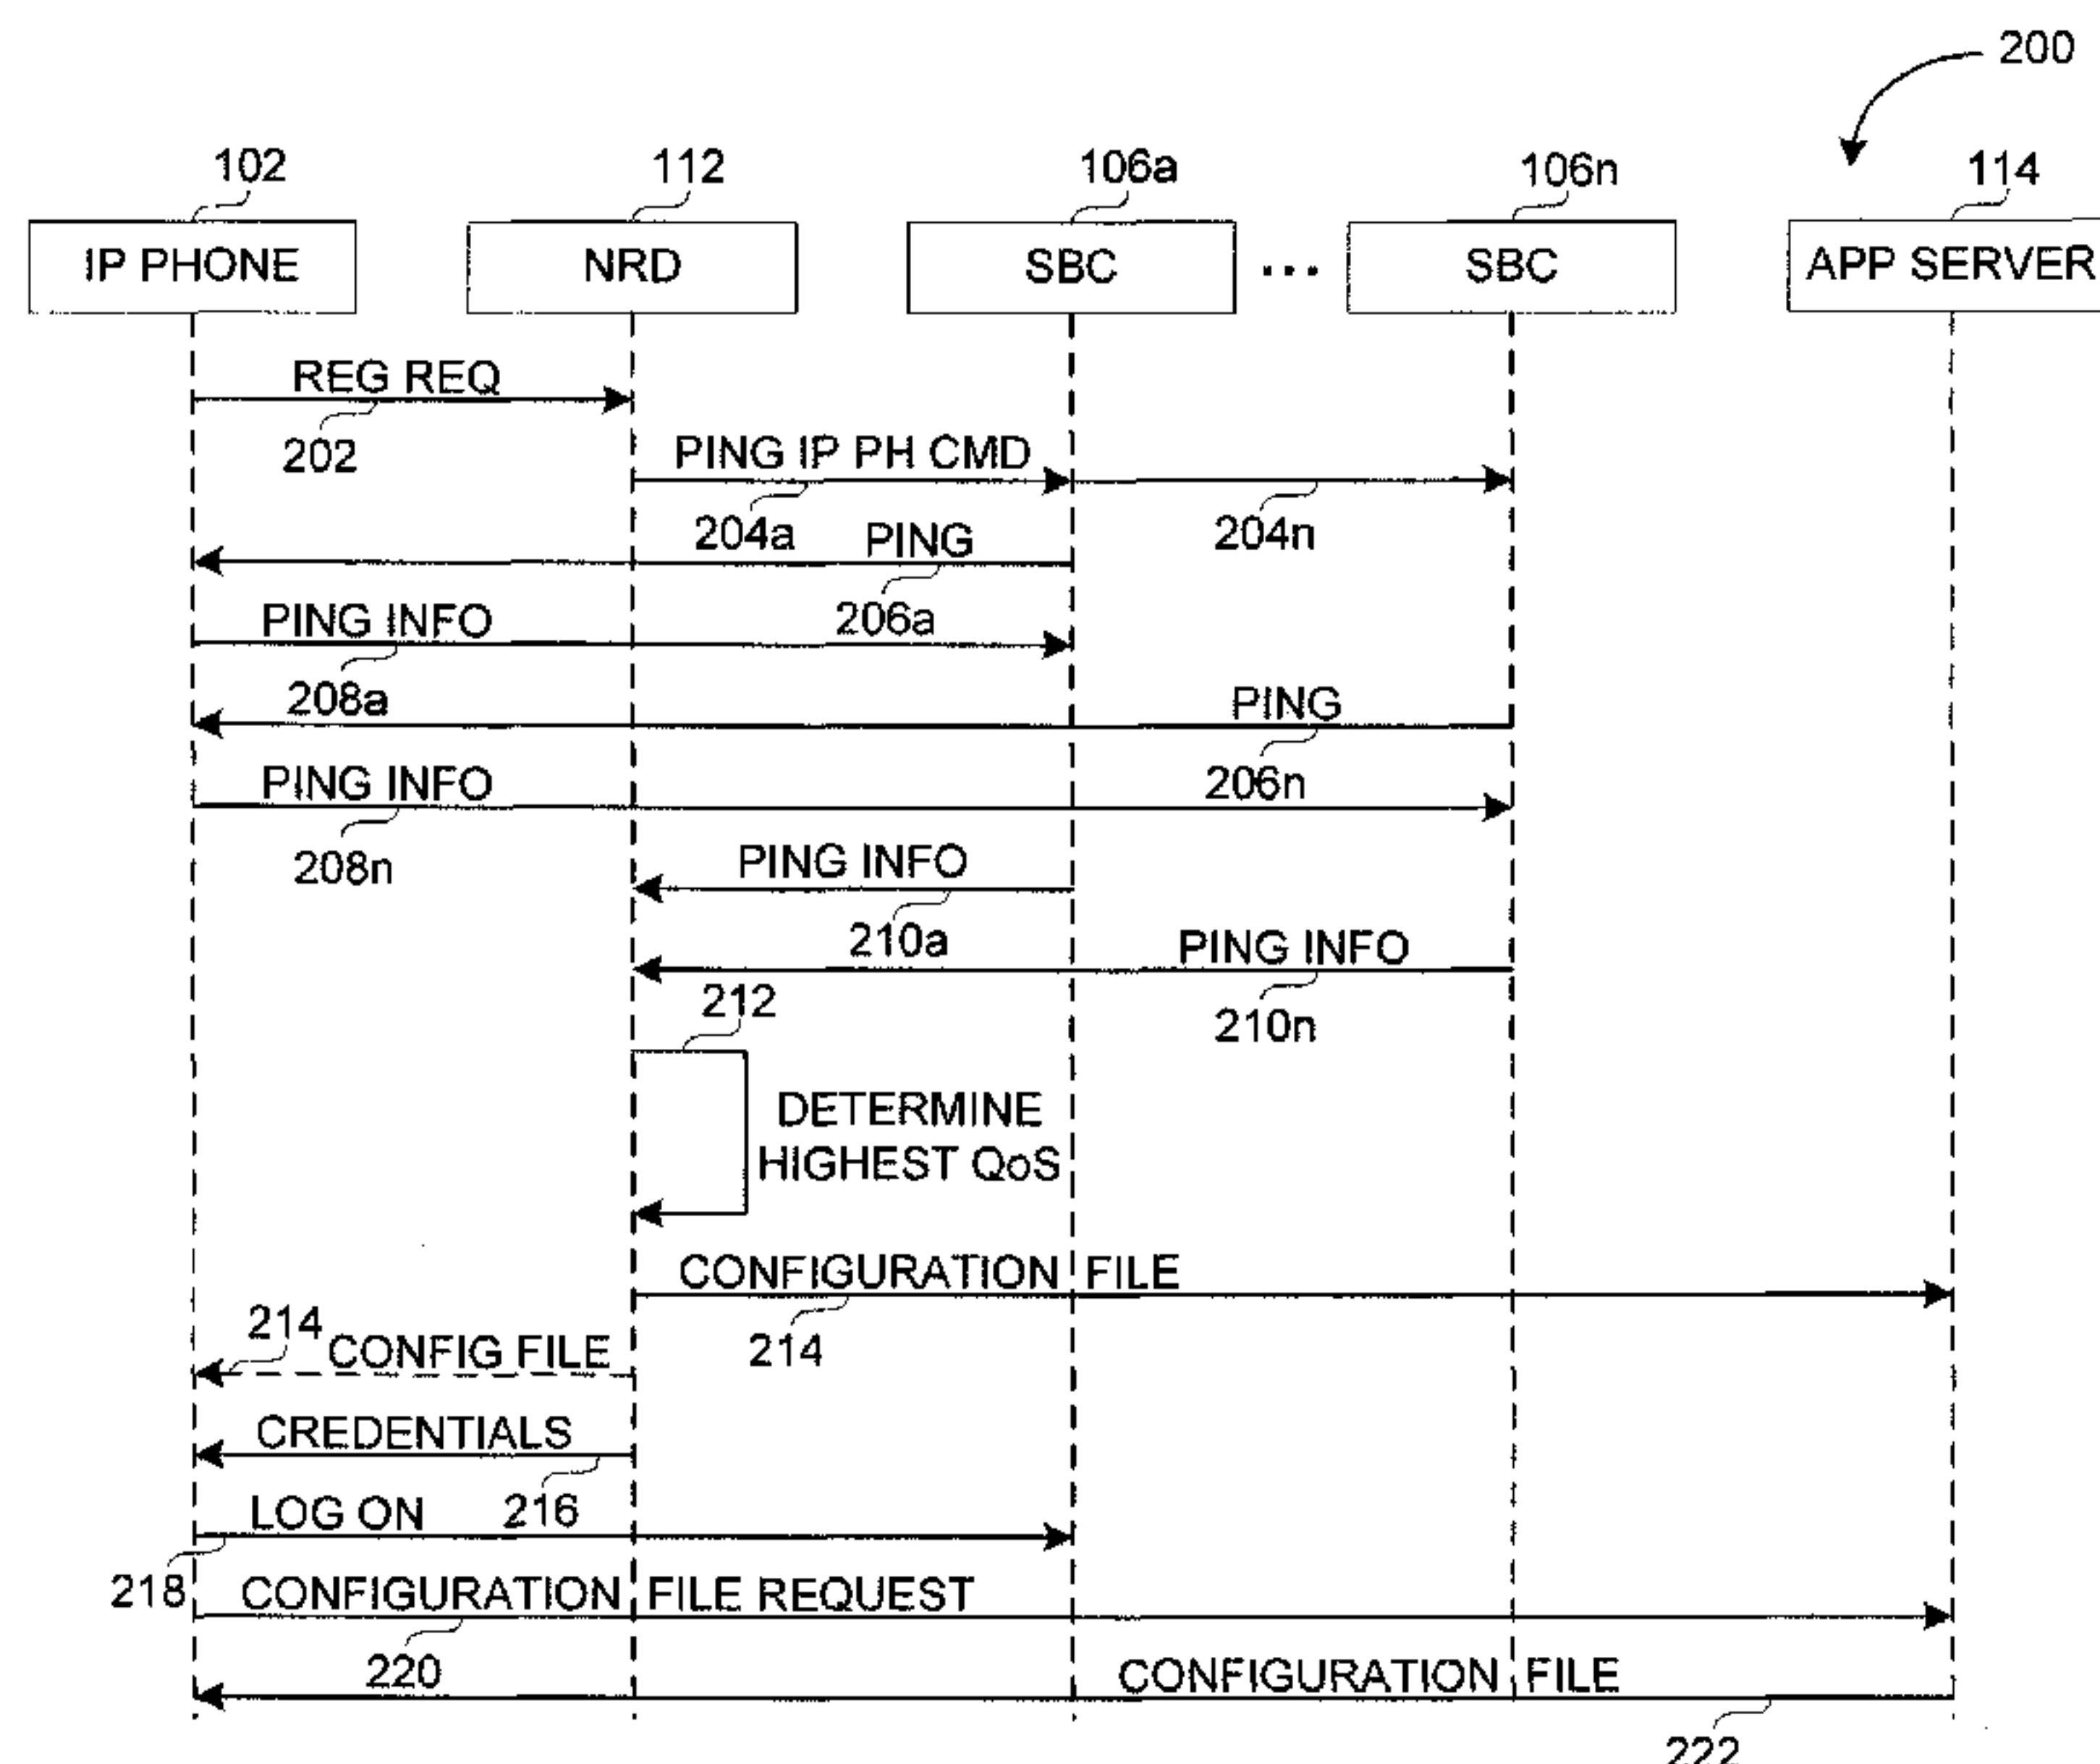 200
102
112
106a
106n
114
IP PHONE
NRD
SBC
...
SBC
APP SERVER
REG REQ
202
PING IP PH CMD
204a
204n
PING
206a
PING INFO
208a
PING
206n
PING INFO
208n
PING INFO
210a
PING INFO
210n
212
DETERMINE
HIGHEST QoS
CONFIGURATION FILE
214
214
CONFIG FILE
CREDENTIALS
216
LOG ON
218
CONFIGURATION FILE REQUEST
220
CONFIGURATION FILE
222